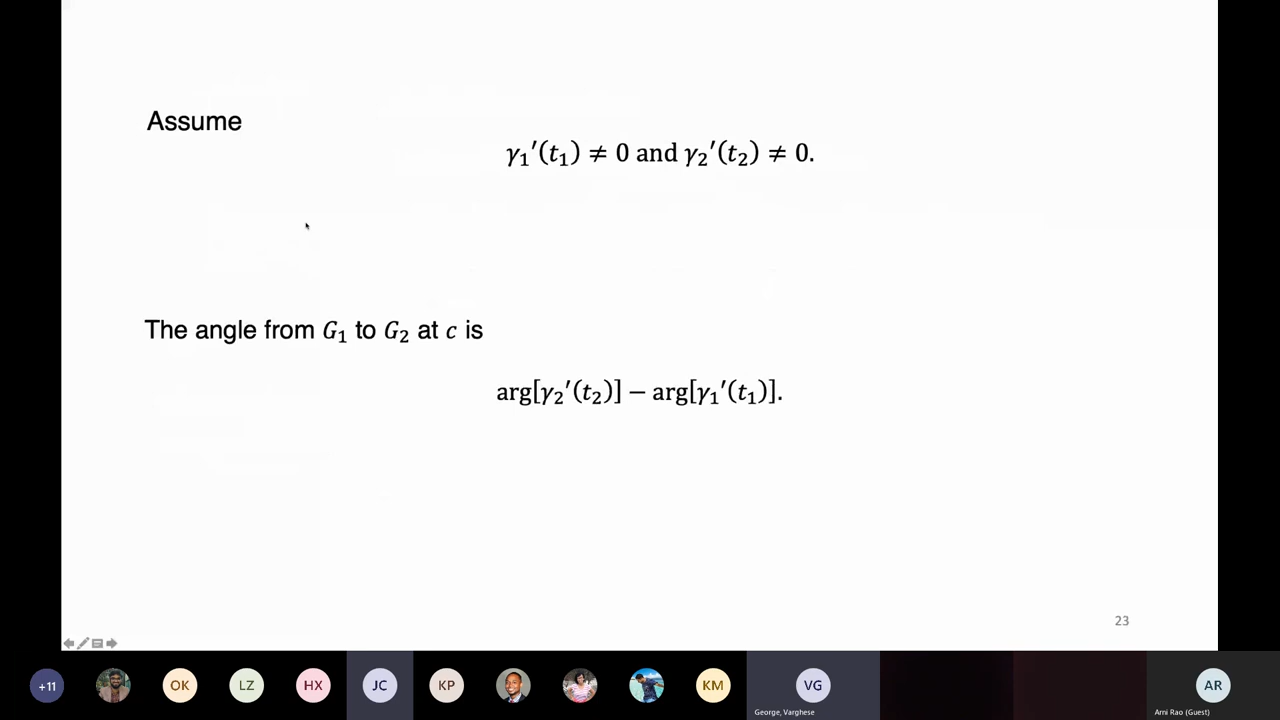 Assume
γ₁′(t₁) ≠ 0 and γ₂′(t₂) ≠ 0.
The angle from G₁ to G₂ at c is
arg[γ₂′(t₂)] − arg[γ₁′(t₁)].
23
+11
OK
LZ
HX
JC
KP
KM
VG
George, Varghese
AR
Arni Rao (Guest)